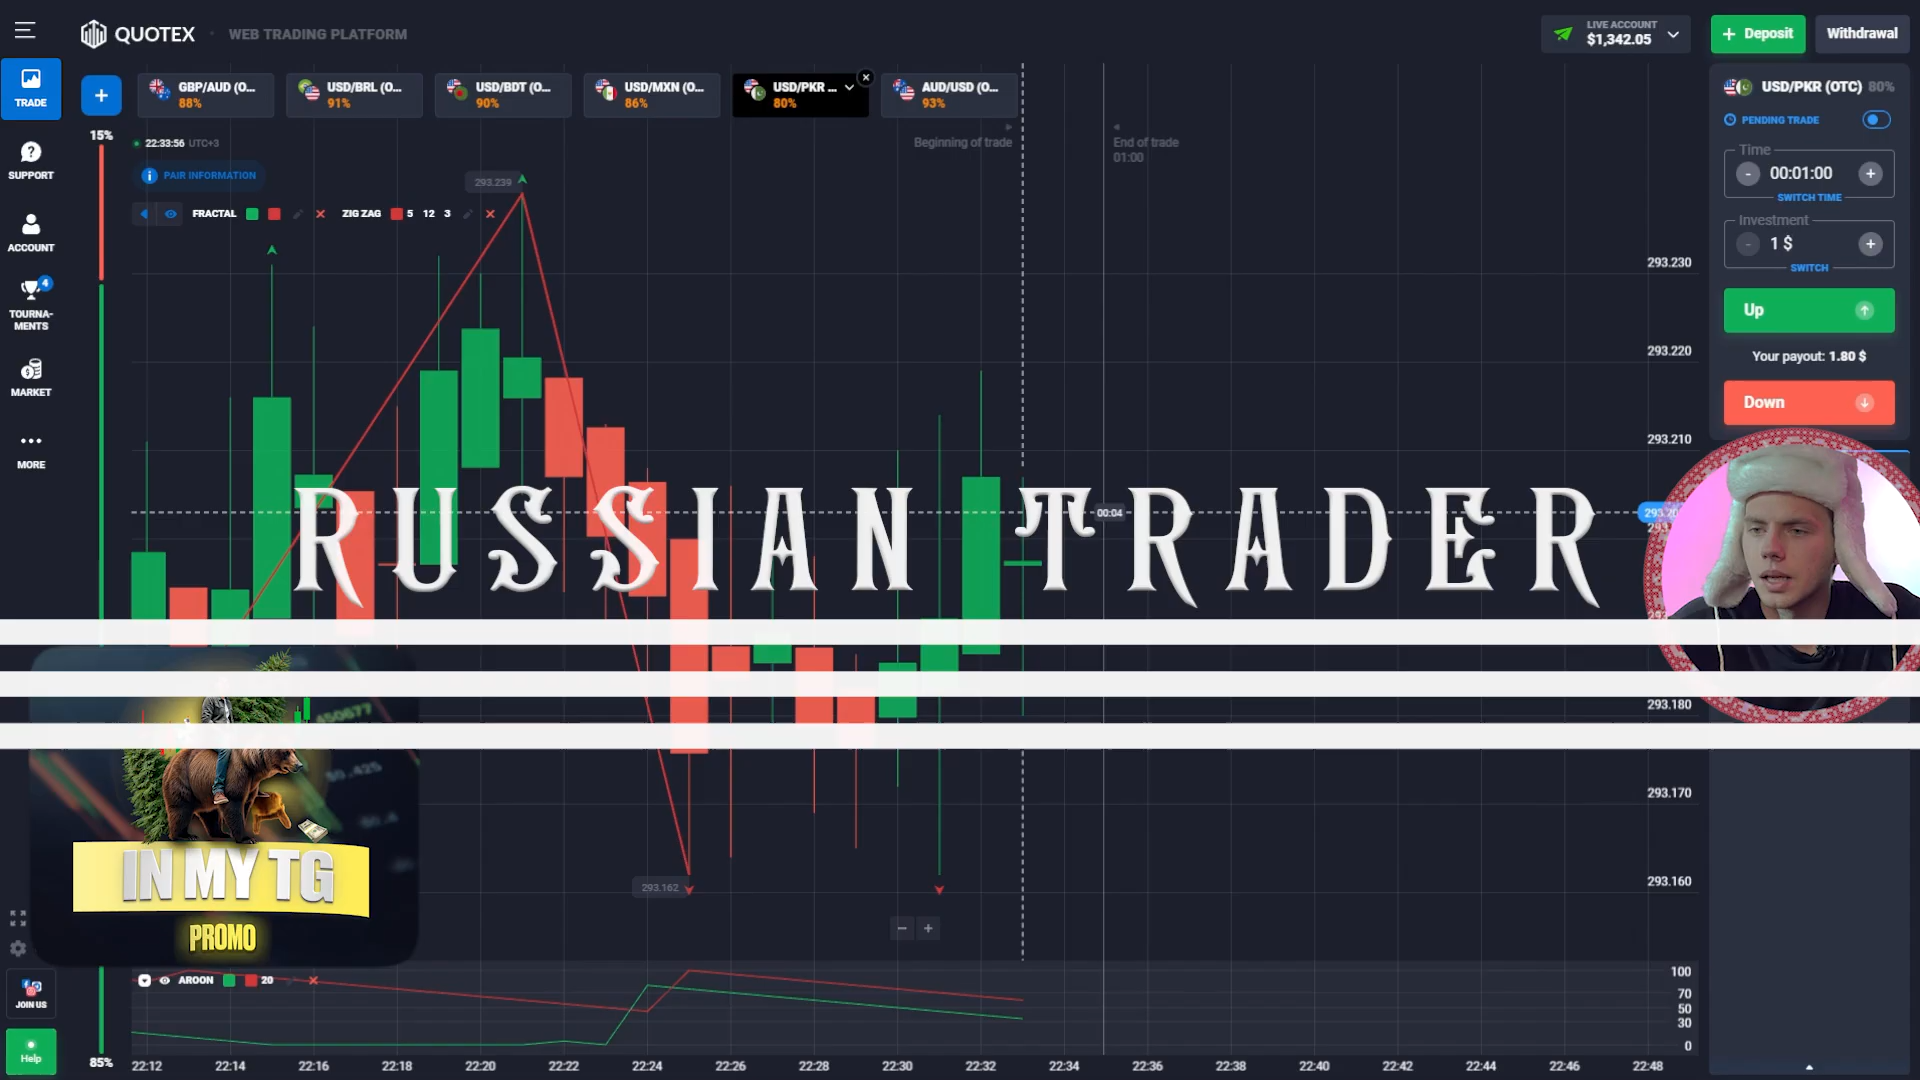 QUOTEX
WEB TRADING PLATFORM
LIVE ACCOUNT
$1,342.05
Deposit
Withdrawal
TRADE
SUPPORT
ACCOUNT
TOURNA-
MENTS
4
MARKET
MORE
JOIN US
Help
+
GBP/AUD (O...
88%
USD/BRL (O...
91%
USD/BDT (O...
90%
USD/MXN (O...
86%
USD/PKR ...
80%
AUD/USD (O...
93%
15%
22:33:56 UTC+3
PAIR INFORMATION
FRACTAL
ZIG ZAG 5 12 3
293.239
Beginning of trade
End of trade
01:00
USD/PKR (OTC) 80%
PENDING TRADE
Time
- 00:01:00 +
SWITCH TIME
Investment
- 1 $ +
SWITCH
Up
Your payout: 1.80 $
Down
293.230
293.220
293.210
00:04
RUSSIAN TRADER
293.180
293.170
293.160
450677
$0.425
IN MY TG
PROMO
293.162
AROON 20
100
70
50
30
0
85%
22:12 22:14 22:16 22:18 22:20 22:22 22:24 22:26 22:28 22:30 22:32 22:34 22:36 22:38 22:40 22:42 22:44 22:46 22:48